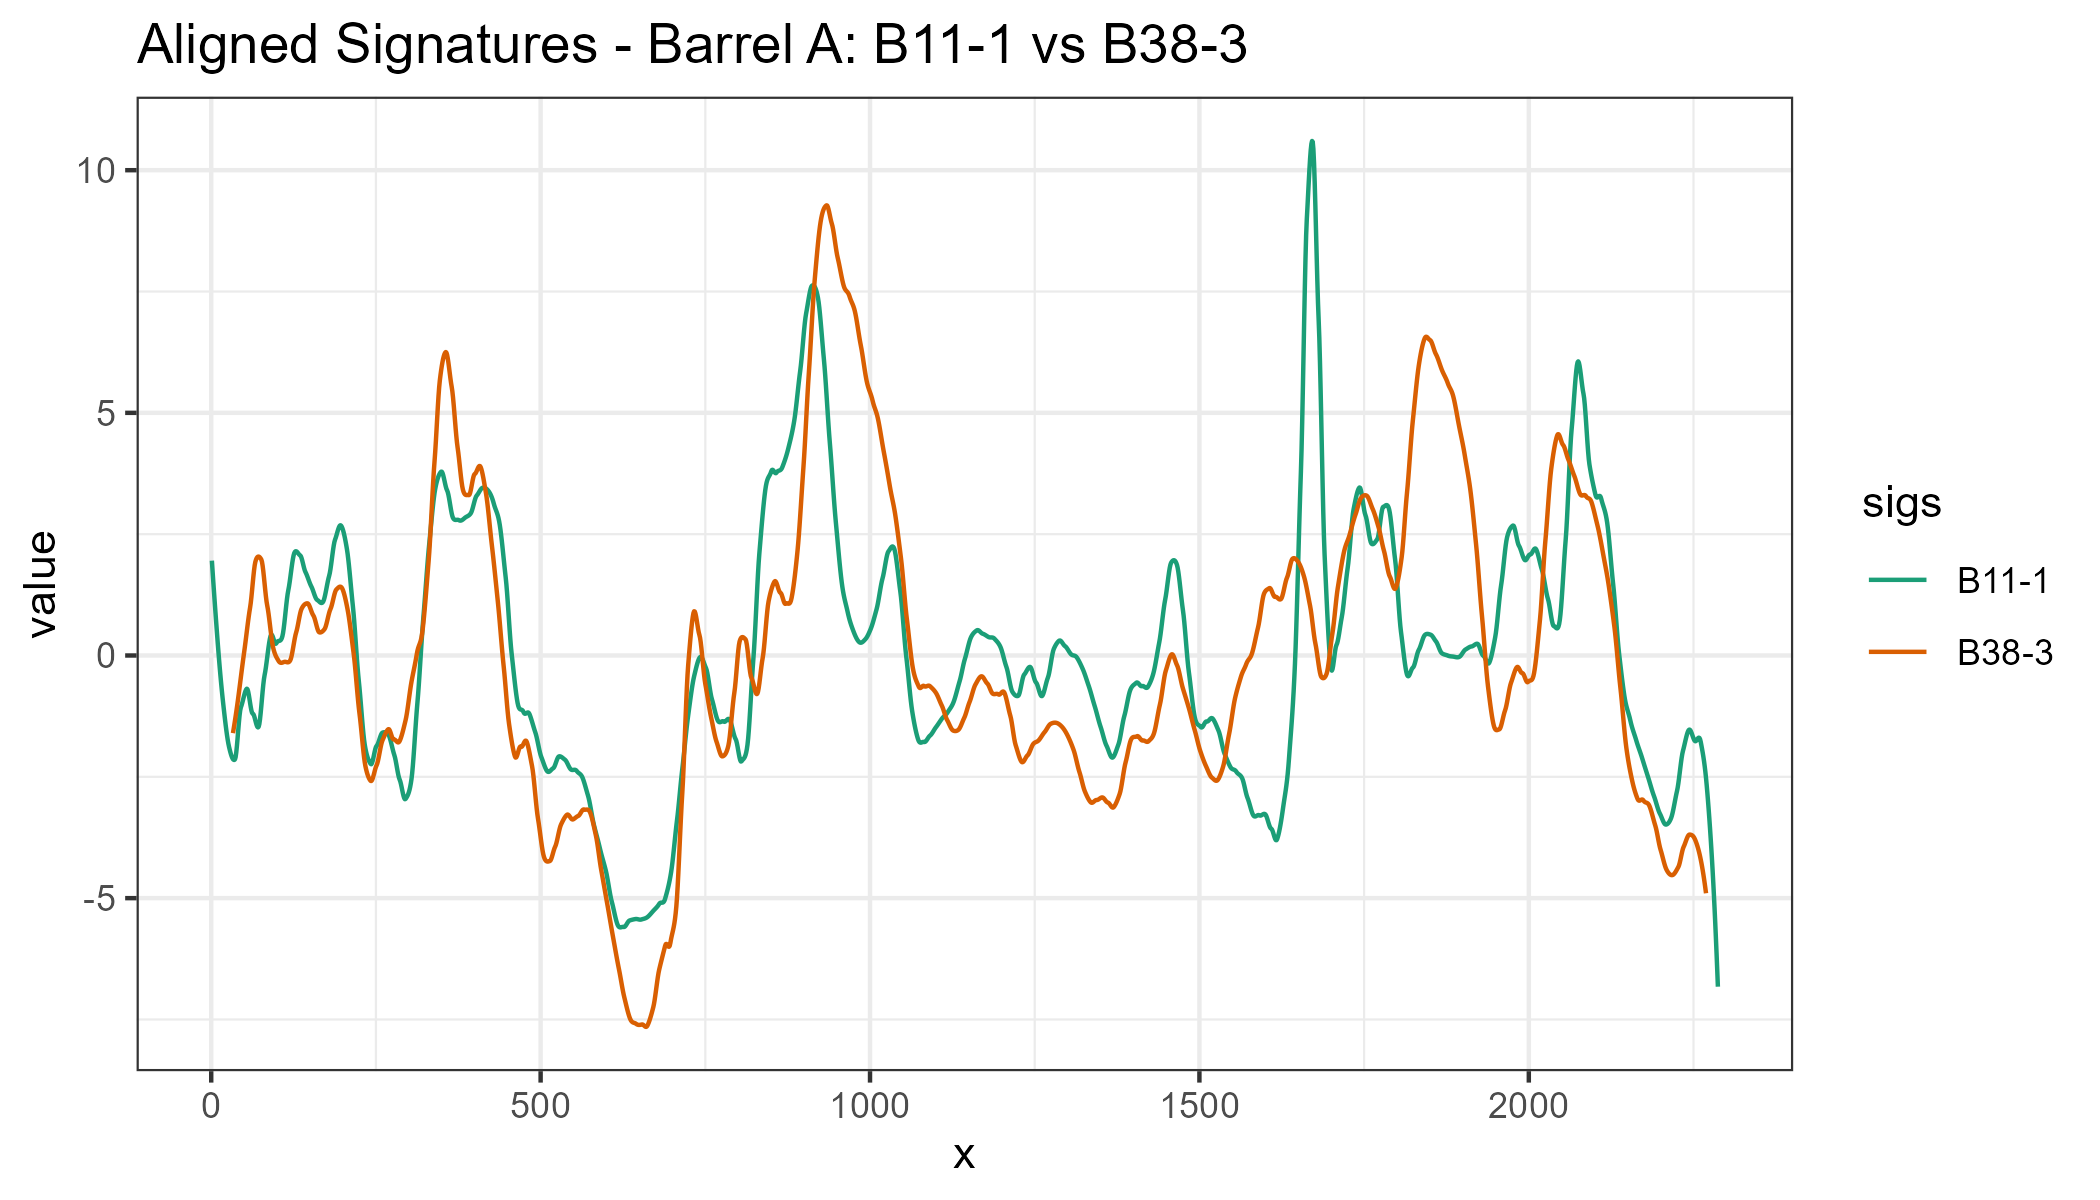 Aligned Signatures - Barrel A: B11-1 vs B38-3
value
10
5
0
-5
0
500
1000
1500
2000
x
sigs
B11-1
B38-3